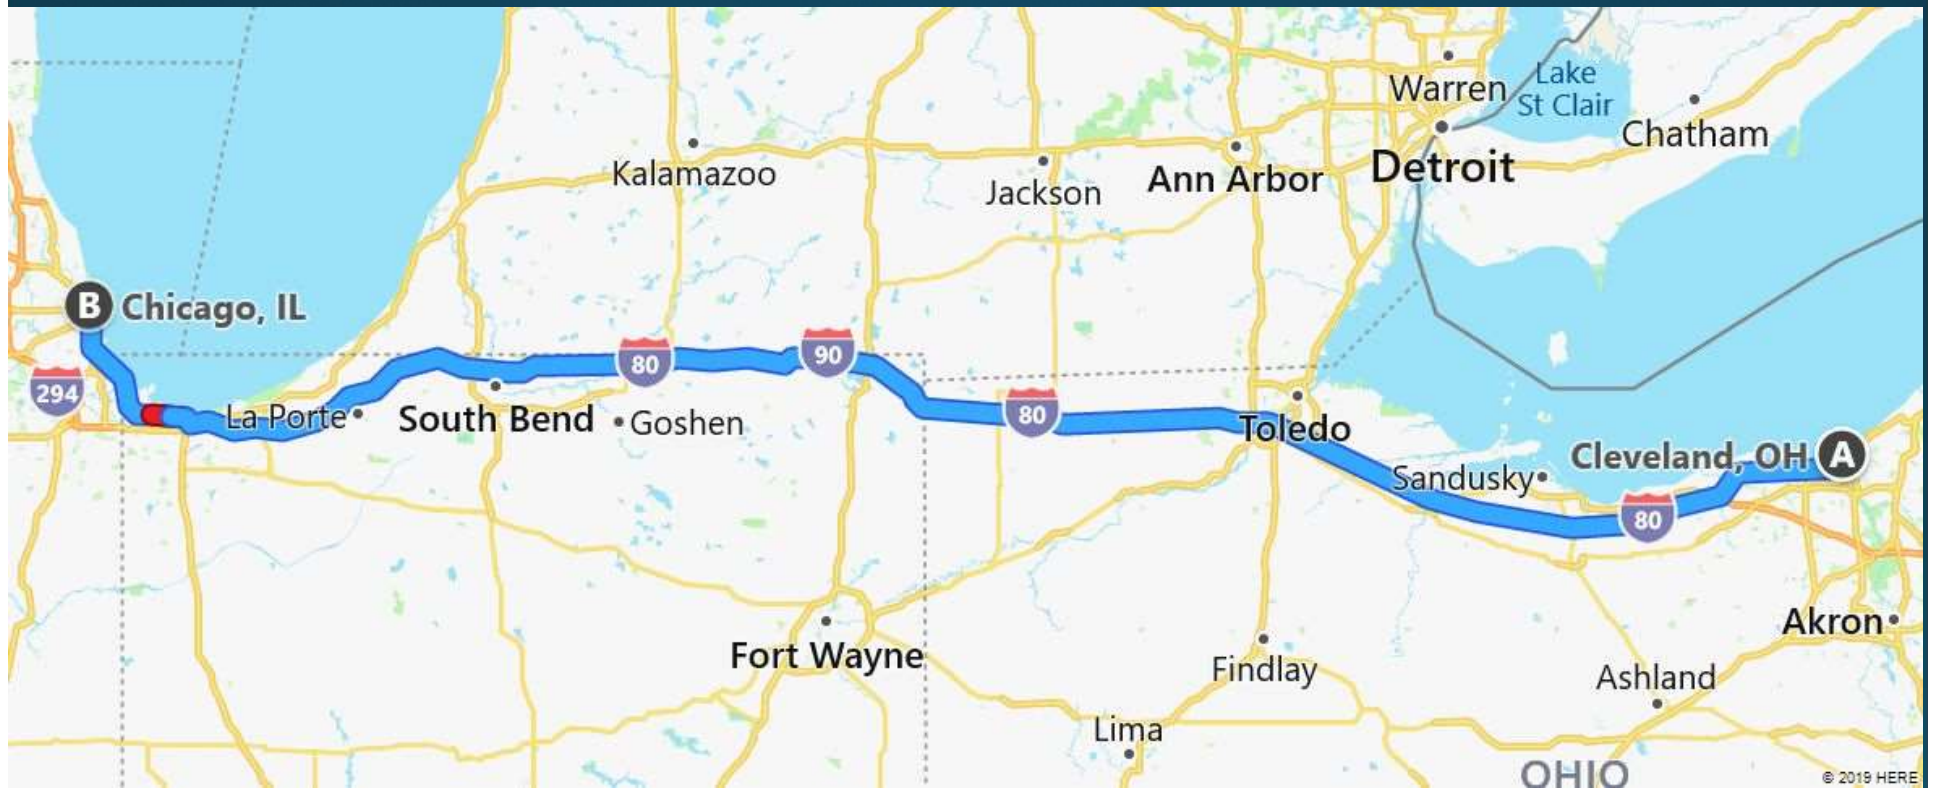 Warren
Lake
St Clair
Chatham
Detroit
Kalamazoo
Jackson
Ann Arbor
B
Chicago, IL
294
80
90
80
La Porte
South Bend
Goshen
Toledo
Sandusky
Cleveland, OH
A
80
Akron
Fort Wayne
Findlay
Ashland
Lima
OHIO
© 2019 HERE